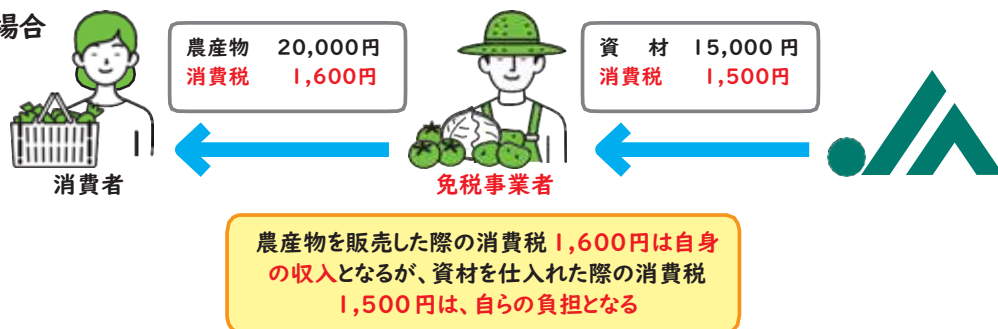 場合
農産物 20,000円
消費税 1,600円
資材 15,000円
消費税 1,500円
消費者
免税事業者
農産物を販売した際の消費税1,600円は自身
の収入となるが、資材を仕入れた際の消費税
1,500円は、自らの負担となる